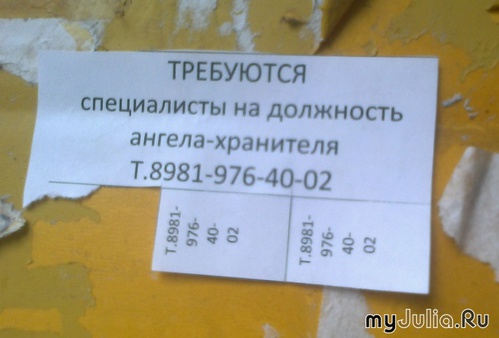 ТРЕБУЮТСЯ
специалисты на должность
ангела-хранителя
Т.8981-976-40-02
Т.8981-
976-
40-
02
Т.8981-
976-
40-
02
myJulia.Ru